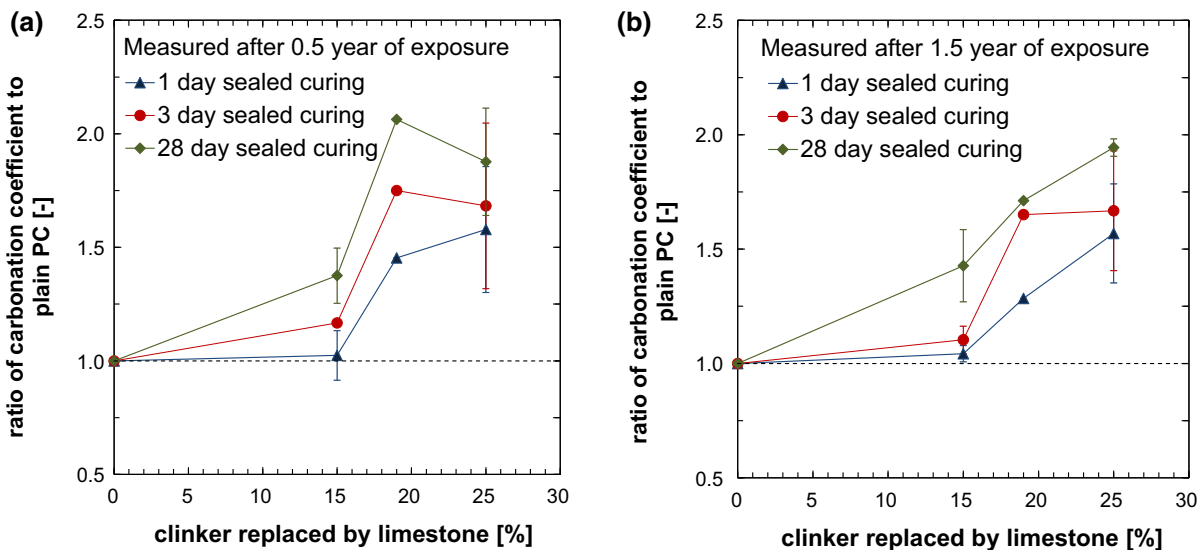 (a)
2.5
2.0
1.5
1.0
0.5
ratio of carbonation coefficient to
plain PC [-]
Measured after 0.5 year of exposure
1 day sealed curing
3 day sealed curing
28 day sealed curing
0 5 10 15 20 25 30
clinker replaced by limestone [%]
(b)
2.5
2.0
1.5
1.0
0.5
ratio of carbonation coefficient to
plain PC [-]
Measured after 1.5 year of exposure
1 day sealed curing
3 day sealed curing
28 day sealed curing
0 5 10 15 20 25 30
clinker replaced by limestone [%]